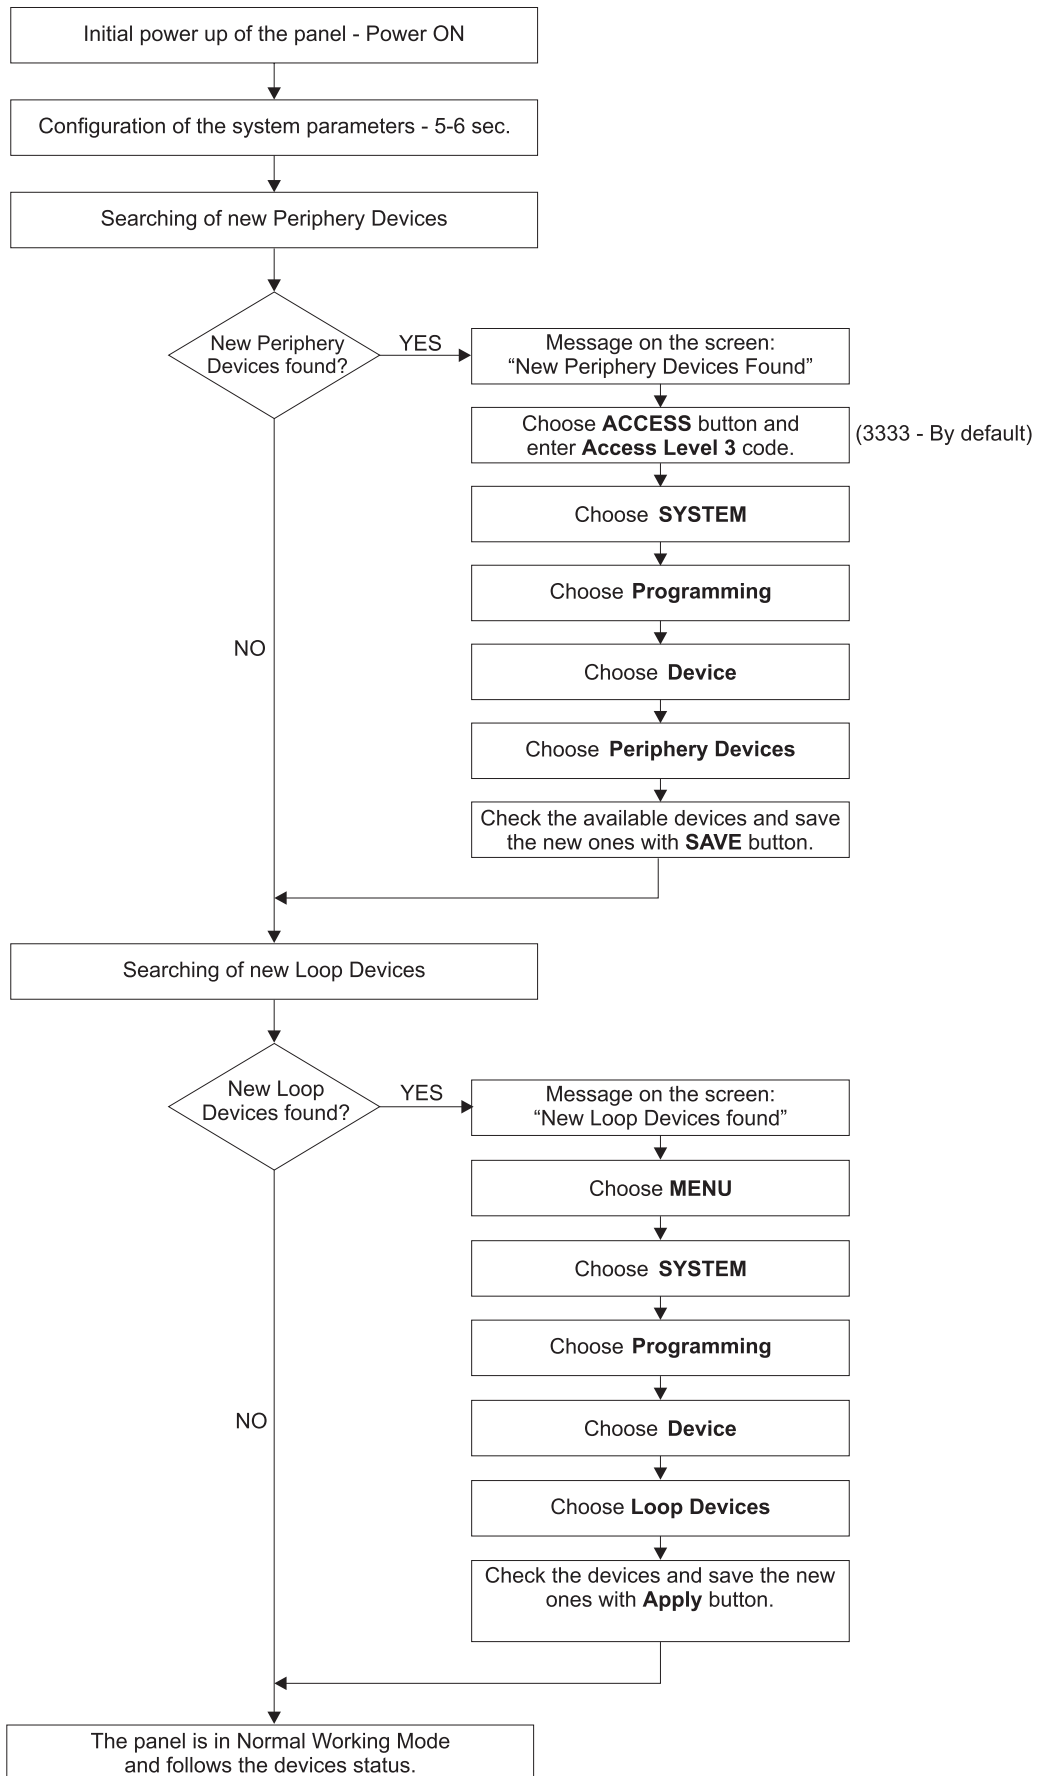 Initial power up of the panel - Power ON
Configuration of the system parameters - 5-6 sec.
Searching of new Periphery Devices
New Periphery
Devices found?
YES
Message on the screen:
“New Periphery Devices Found”
Choose ACCESS button and
enter Access Level 3 code.
(3333 - By default)
Choose SYSTEM
Choose Programming
Choose Device
Choose Periphery Devices
Check the available devices and save
the new ones with SAVE button.
NO
Searching of new Loop Devices
New Loop
Devices found?
YES
Message on the screen:
“New Loop Devices found”
Choose MENU
Choose SYSTEM
Choose Programming
Choose Device
Choose Loop Devices
Check the devices and save the new
ones with Apply button.
NO
The panel is in Normal Working Mode
and follows the devices status.